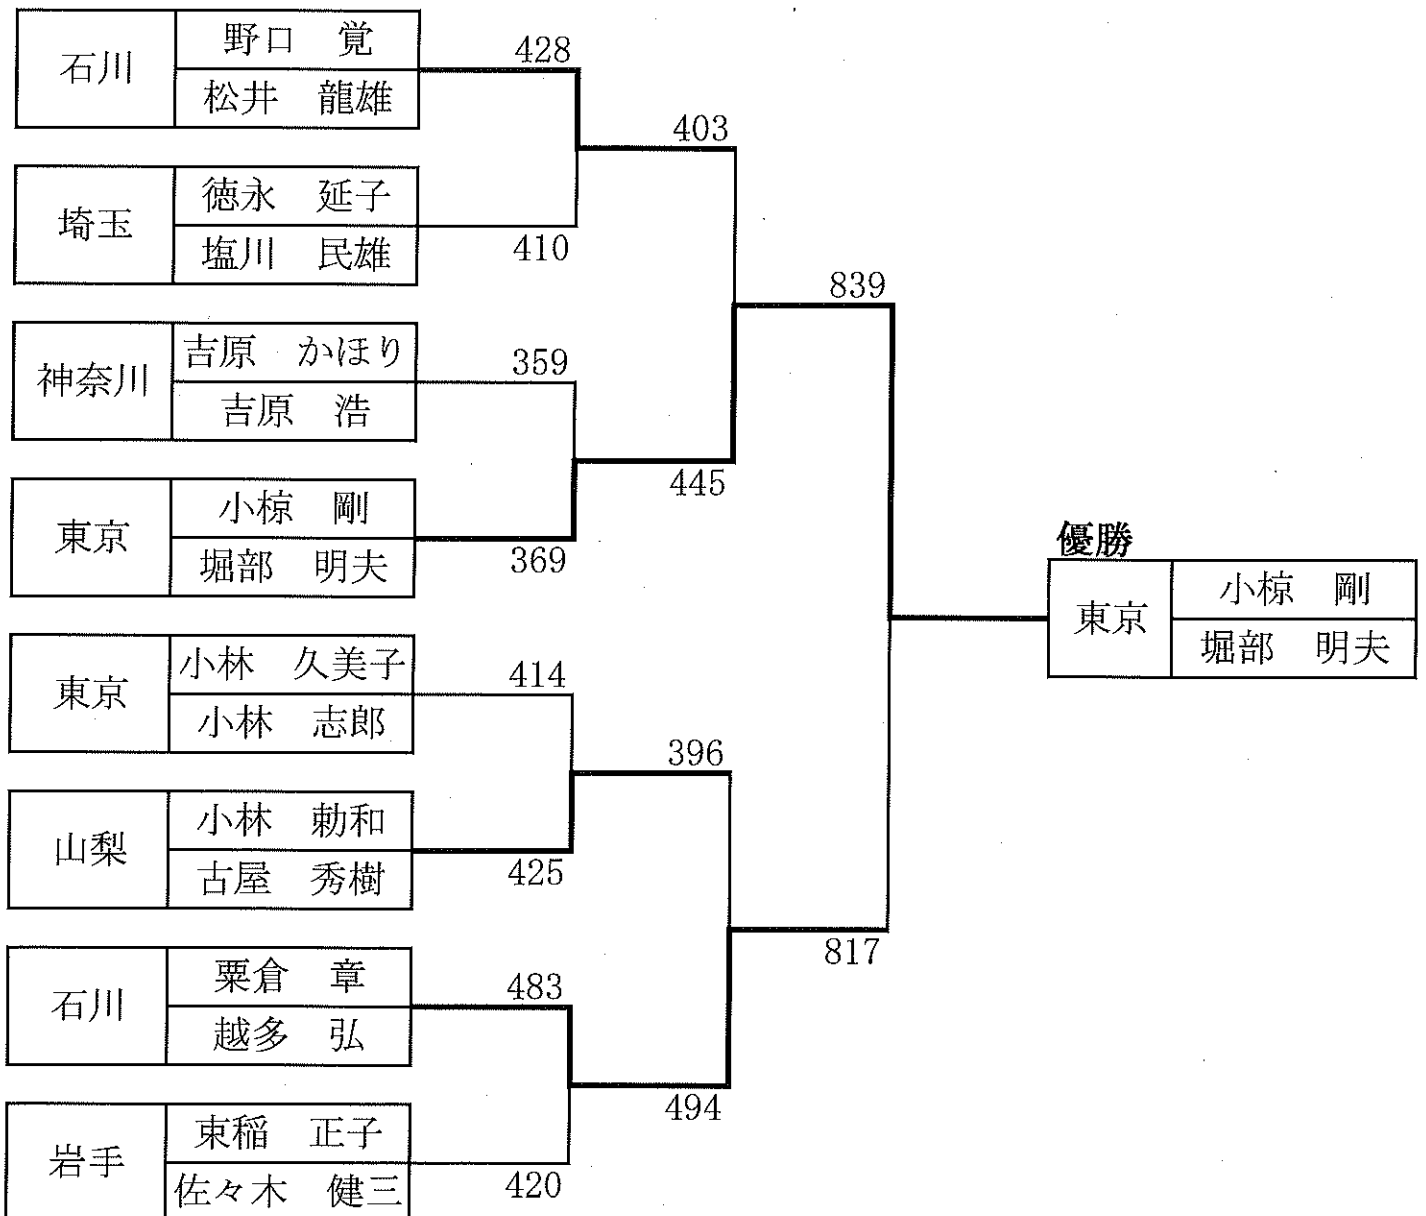 石川 野口 覚 428
松井 龍雄
403
埼玉 徳永 延子
塩川 民雄 410
839
神奈川 吉原 かほり 359
吉原 浩
445
東京 小椋 剛
堀部 明夫 369
優勝
東京 小椋 剛
堀部 明夫
東京 小林 久美子 414
小林 志郎
396
山梨 小林 勅和
古屋 秀樹 425
817
石川 粟倉 章 483
越多 弘
494
岩手 東稲 正子
佐々木 健三 420